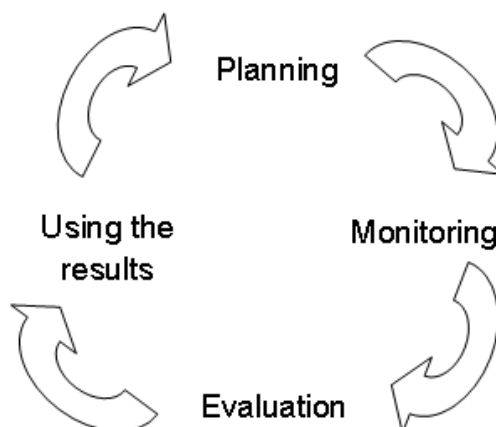 Planning
Monitoring
Evaluation
Using the
results